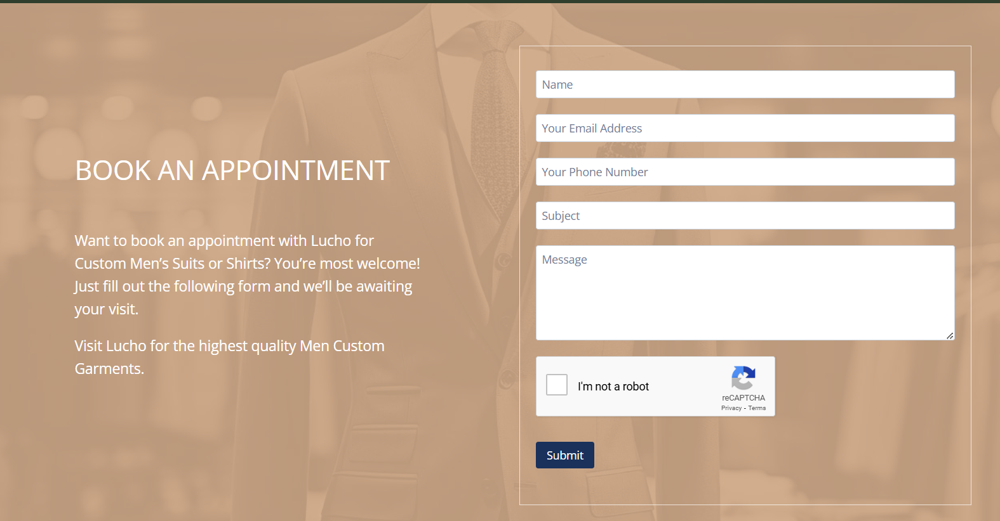 BOOK AN APPOINTMENT
Want to book an appointment with Lucho for
Custom Men’s Suits or Shirts? You’re most welcome!
Just fill out the following form and we’ll be awaiting
your visit.
Visit Lucho for the highest quality Men Custom
Garments.
Name
Your Email Address
Your Phone Number
Subject
Message
I'm not a robot
reCAPTCHA
Privacy - Terms
Submit